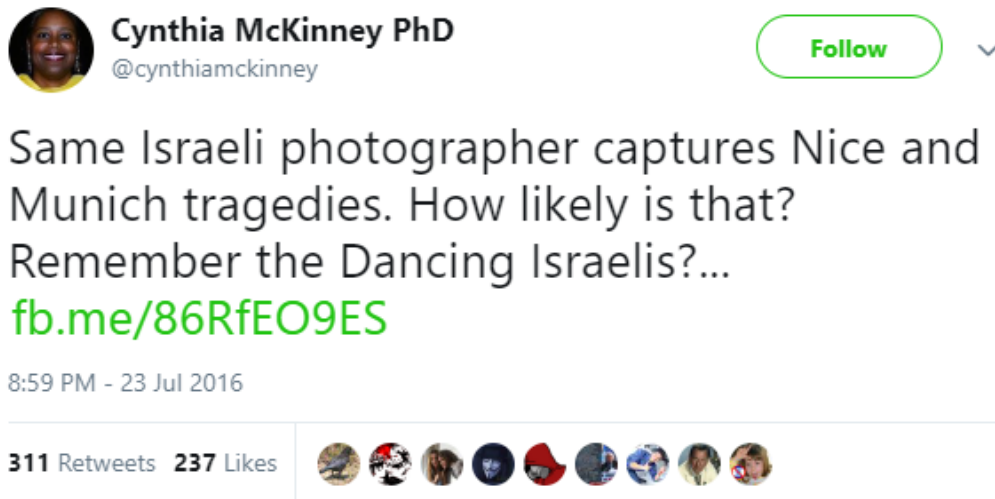 Cynthia McKinney PhD
@cynthiamckinney
Follow
Same Israeli photographer captures Nice and
Munich tragedies. How likely is that?
Remember the Dancing Israelis?...
fb.me/86RfEO9ES
8:59 PM - 23 Jul 2016
311 Retweets 237 Likes